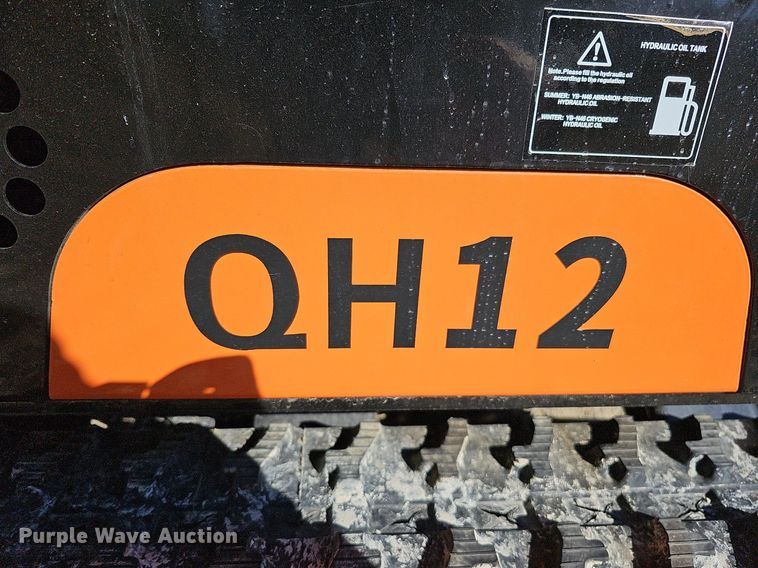 HYDRAULIC OIL TANK
Note.Please fill the hydraulic oil
according to the regulation
SUMMER: YB-N46 ABRASION-RESISTANT
HYDRAULIC OIL
WINTER: YB-N46 CRYOGENIC
HYDRAULIC OIL
QH12
Purple Wave Auction